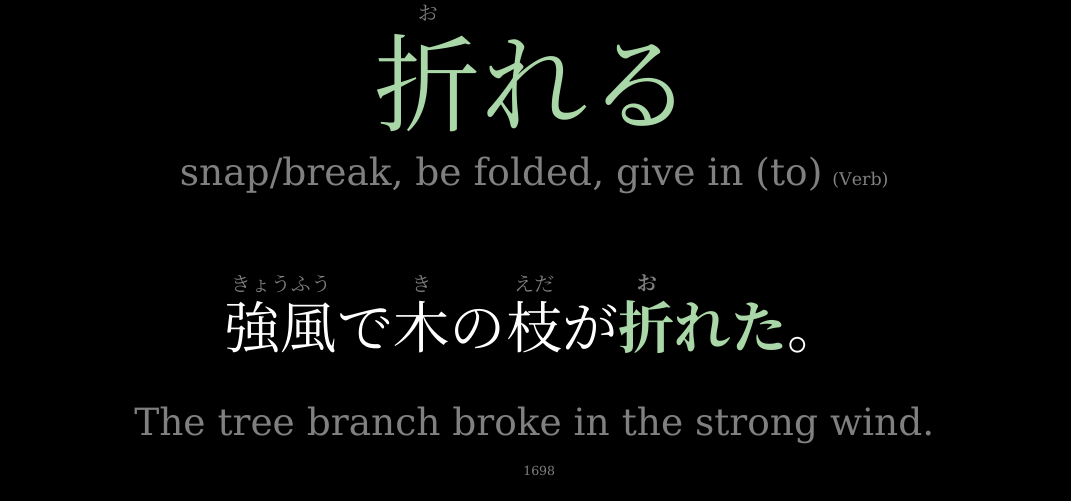 お
折れる
snap/break, be folded, give in (to) (Verb)
きょうふう き えだ お
強風で木の枝が折れた。
The tree branch broke in the strong wind.
1698